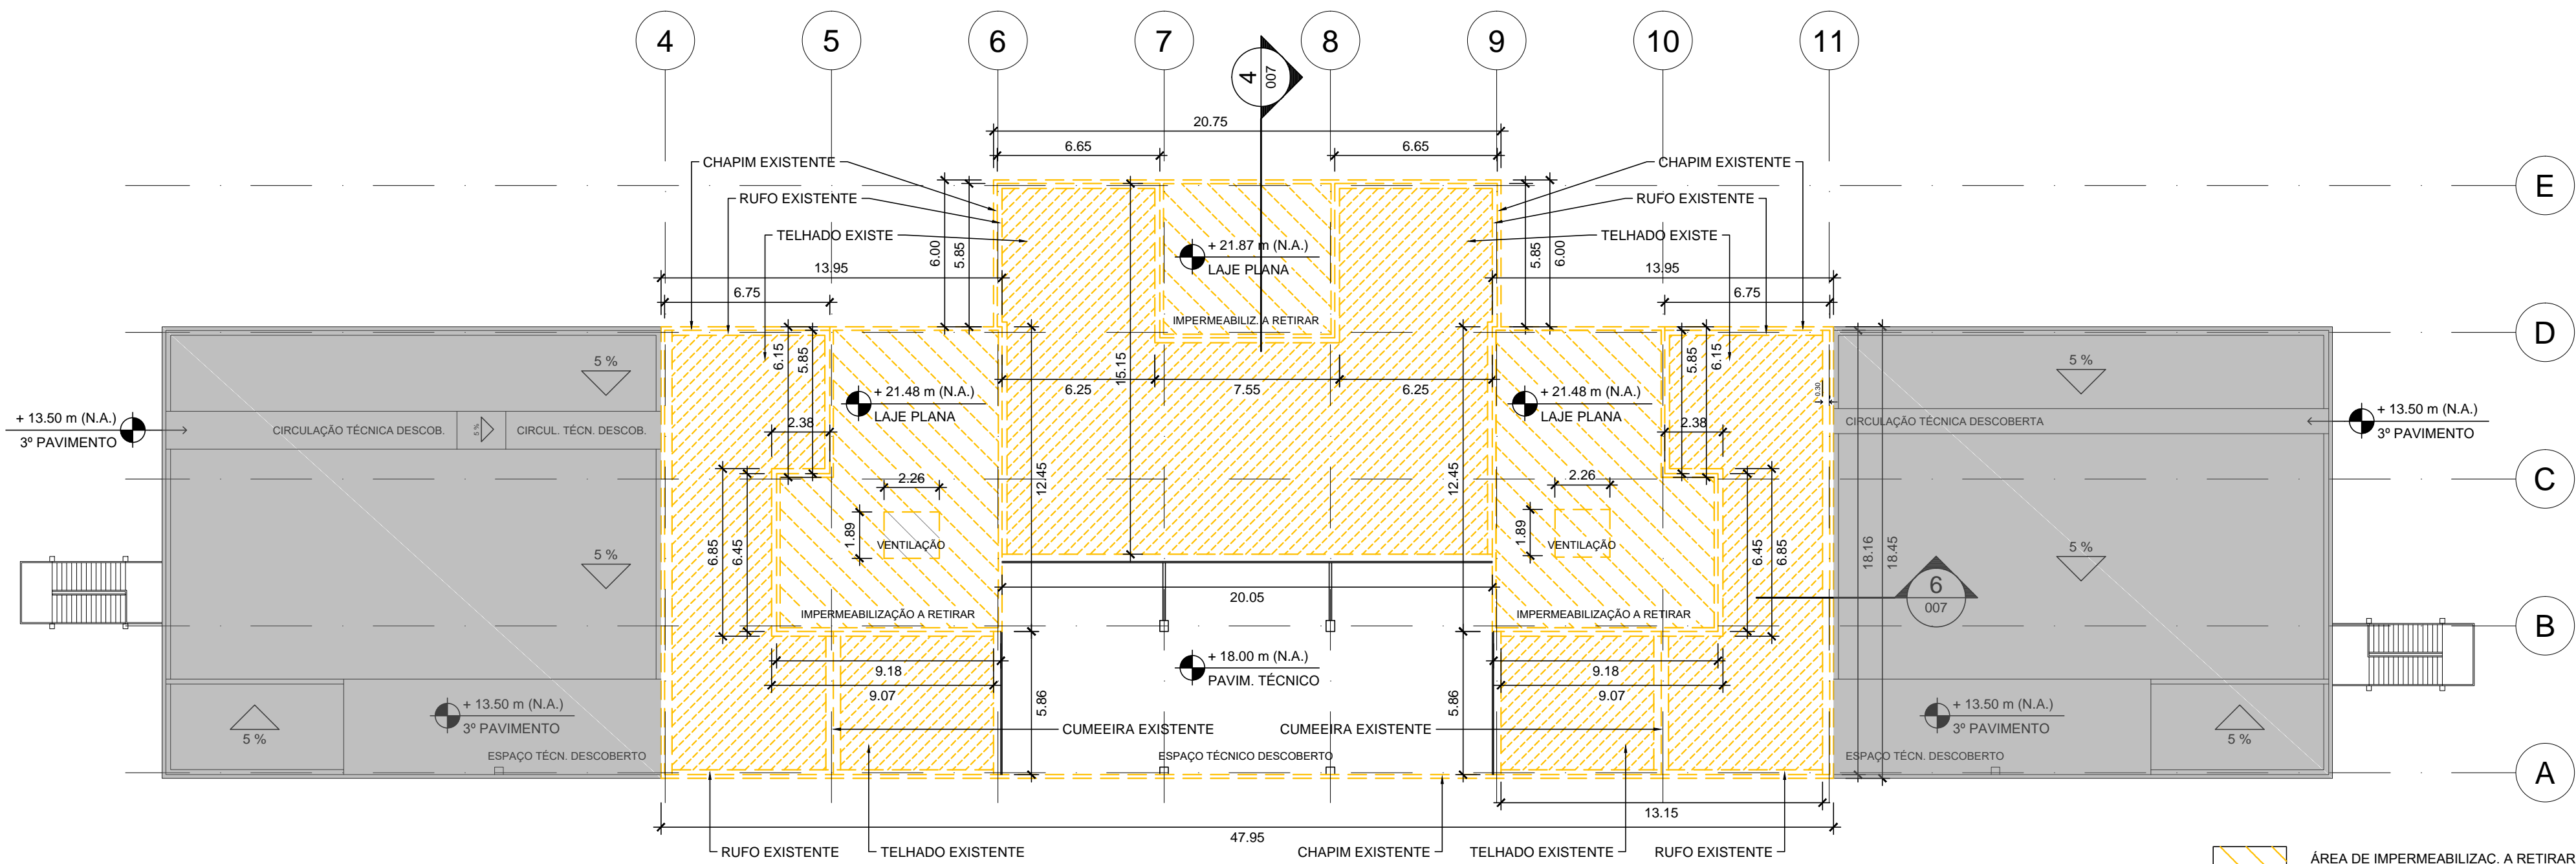 4 5 6 7 8 9 10 11
4
007
20.75
6.65 6.65
CHAPIM EXISTENTE CHAPIM EXISTENTE
E
RUFO EXISTENTE RUFO EXISTENTE
TELHADO EXISTE TELHADO EXISTE
6.00 5.85 5.85 6.00
+ 21.87 m (N.A.)
LAJE PLANA
13.95 13.95
6.75 6.75
IMPERMEABILIZ. A RETIRAR
D
6.15 5.85 5.85 6.15
5 % 5 %
15.15
6.25 7.55 6.25
0.30
+ 21.48 m (N.A.) + 21.48 m (N.A.)
LAJE PLANA LAJE PLANA
+ 13.50 m (N.A.) + 13.50 m (N.A.)
3º PAVIMENTO 3º PAVIMENTO
CIRCULAÇÃO TÉCNICA DESCOB. 5 % CIRCUL. TÉCN. DESCOB. CIRCULAÇÃO TÉCNICA DESCOBERTA
2.38 2.38
12.45 12.45
2.26 2.26
C
1.89 1.89
VENTILAÇÃO VENTILAÇÃO
6.85 6.45 6.45 6.85
18.16 18.45
5 % 5 %
6
007
20.05
IMPERMEABILIZAÇÃO A RETIRAR IMPERMEABILIZAÇÃO A RETIRAR
B
+ 18.00 m (N.A.)
PAVIM. TÉCNICO
9.18 9.18
9.07 9.07
5.86 5.86
+ 13.50 m (N.A.) + 13.50 m (N.A.)
3º PAVIMENTO 3º PAVIMENTO
5 % 5 %
CUMEEIRA EXISTENTE CUMEEIRA EXISTENTE
ESPAÇO TÉCN. DESCOBERTO ESPAÇO TÉCNICO DESCOBERTO ESPAÇO TÉCN. DESCOBERTO
A
13.15
47.95
RUFO EXISTENTE TELHADO EXISTENTE CHAPIM EXISTENTE TELHADO EXISTENTE RUFO EXISTENTE
ÁREA DE IMPERMEABILIZAÇ. A RETIRAR